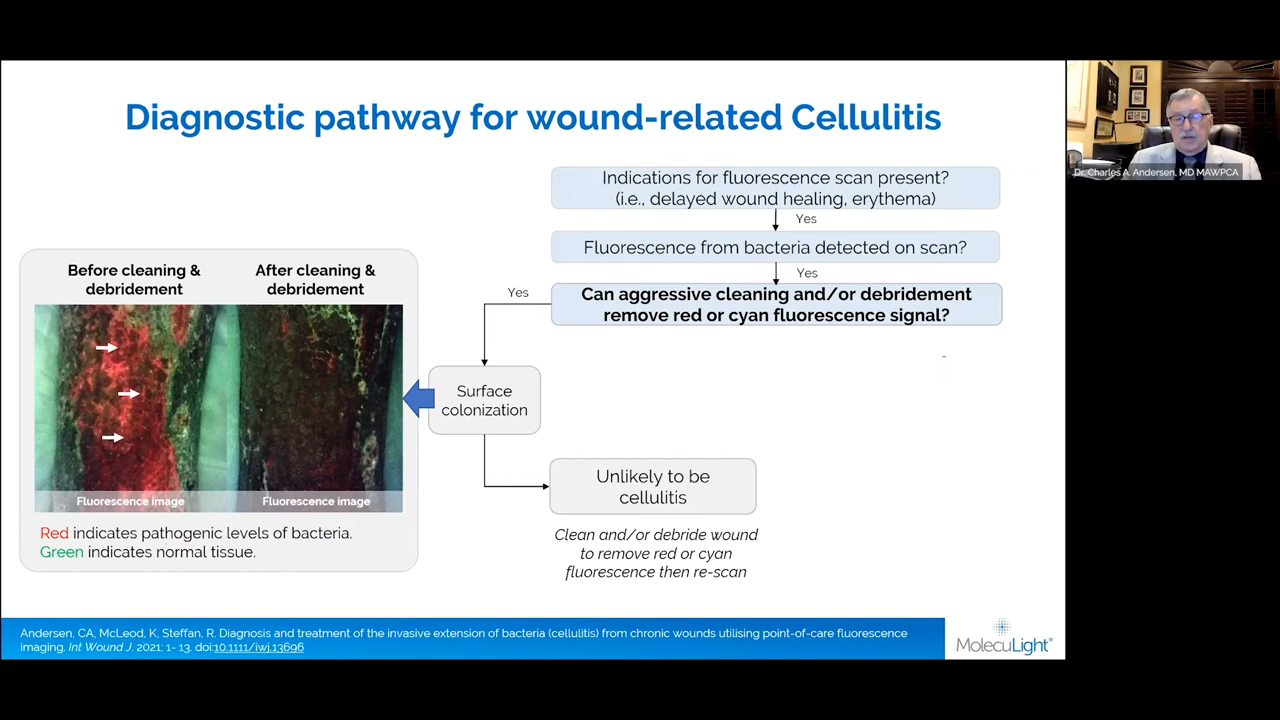 Diagnostic pathway for wound-related Cellulitis
Dr. Charles A. Andersen, MD MAWPCA
Indications for fluorescence scan present?
(i.e., delayed wound healing, erythema)
Yes
Fluorescence from bacteria detected on scan?
Yes
Can aggressive cleaning and/or debridement
remove red or cyan fluorescence signal?
Yes
Surface
colonization
Unlikely to be
cellulitis
Clean and/or debride wound
to remove red or cyan
fluorescence then re-scan
Before cleaning &
debridement
After cleaning &
debridement
Fluorescence image
Fluorescence image
Red indicates pathogenic levels of bacteria.
Green indicates normal tissue.
Andersen, CA, McLeod, K, Steffan, R. Diagnosis and treatment of the invasive extension of bacteria (cellulitis) from chronic wounds utilising point-of-care fluorescence
imaging. Int Wound J. 2021; 1- 13. doi:10.1111/iwj.13696
MolecuLight®